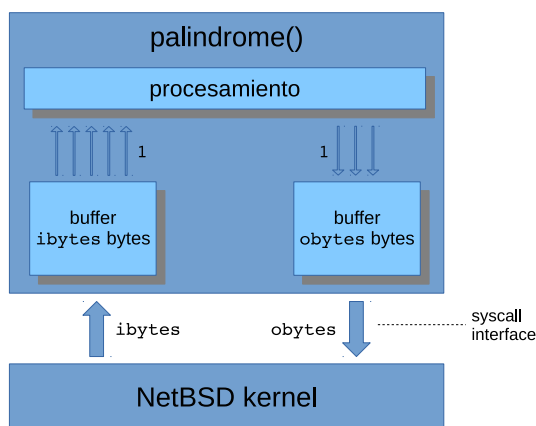 palindrome()
procesamiento
1
1
buffer
ibytes bytes
buffer
obytes bytes
ibytes
obytes
syscall
interface
NetBSD kernel